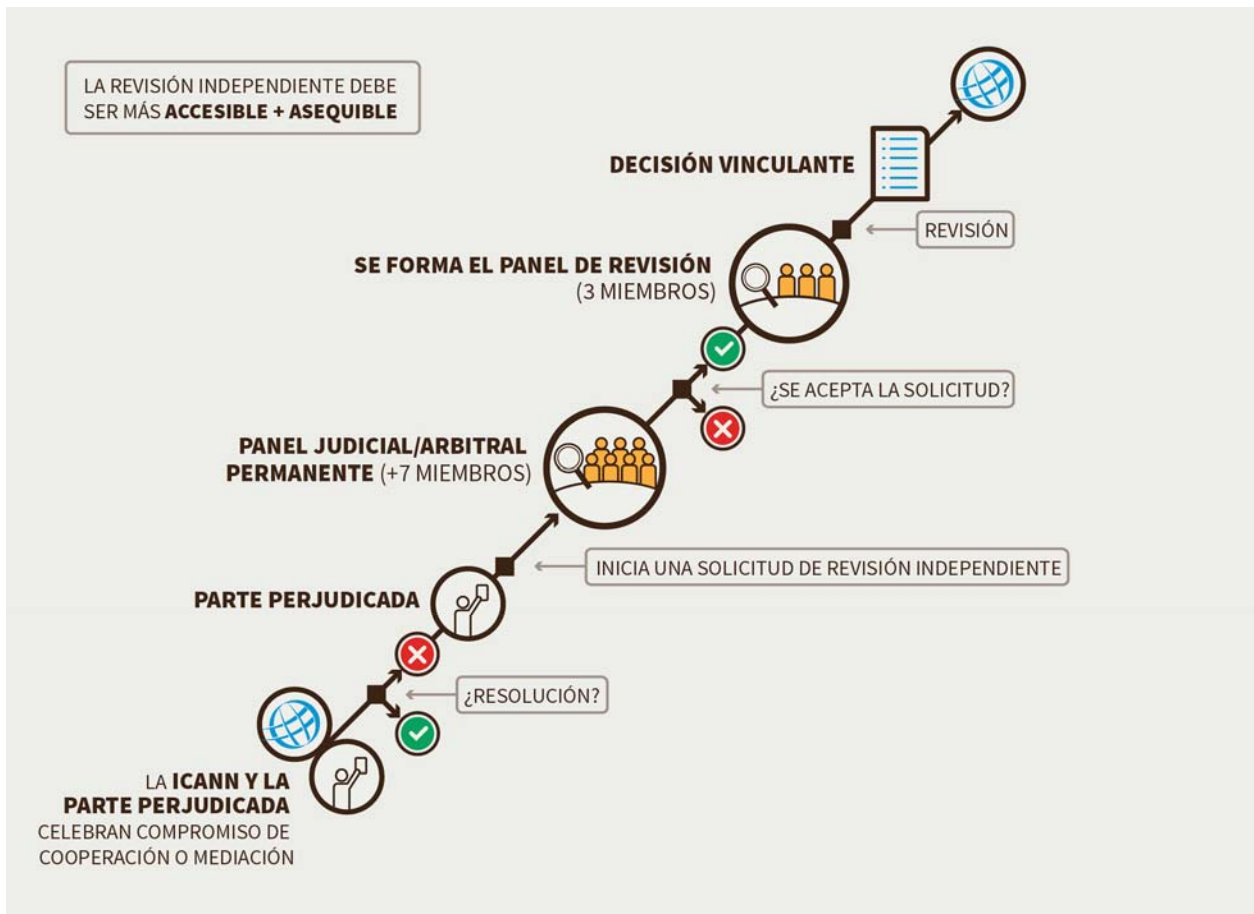 LA REVISIÓN INDEPENDIENTE DEBE
SER MÁS ACCESIBLE + ASEQUIBLE
DECISIÓN VINCULANTE
REVISIÓN
SE FORMA EL PANEL DE REVISIÓN
(3 MIEMBROS)
¿SE ACEPTA LA SOLICITUD?
PANEL JUDICIAL/ARBITRAL
PERMANENTE (+7 MIEMBROS)
INICIA UNA SOLICITUD DE REVISIÓN INDEPENDIENTE
PARTE PERJUDICADA
¿RESOLUCIÓN?
LA ICANN Y LA
PARTE PERJUDICADA
CELEBRAN COMPROMISO DE
COOPERACIÓN O MEDIACIÓN